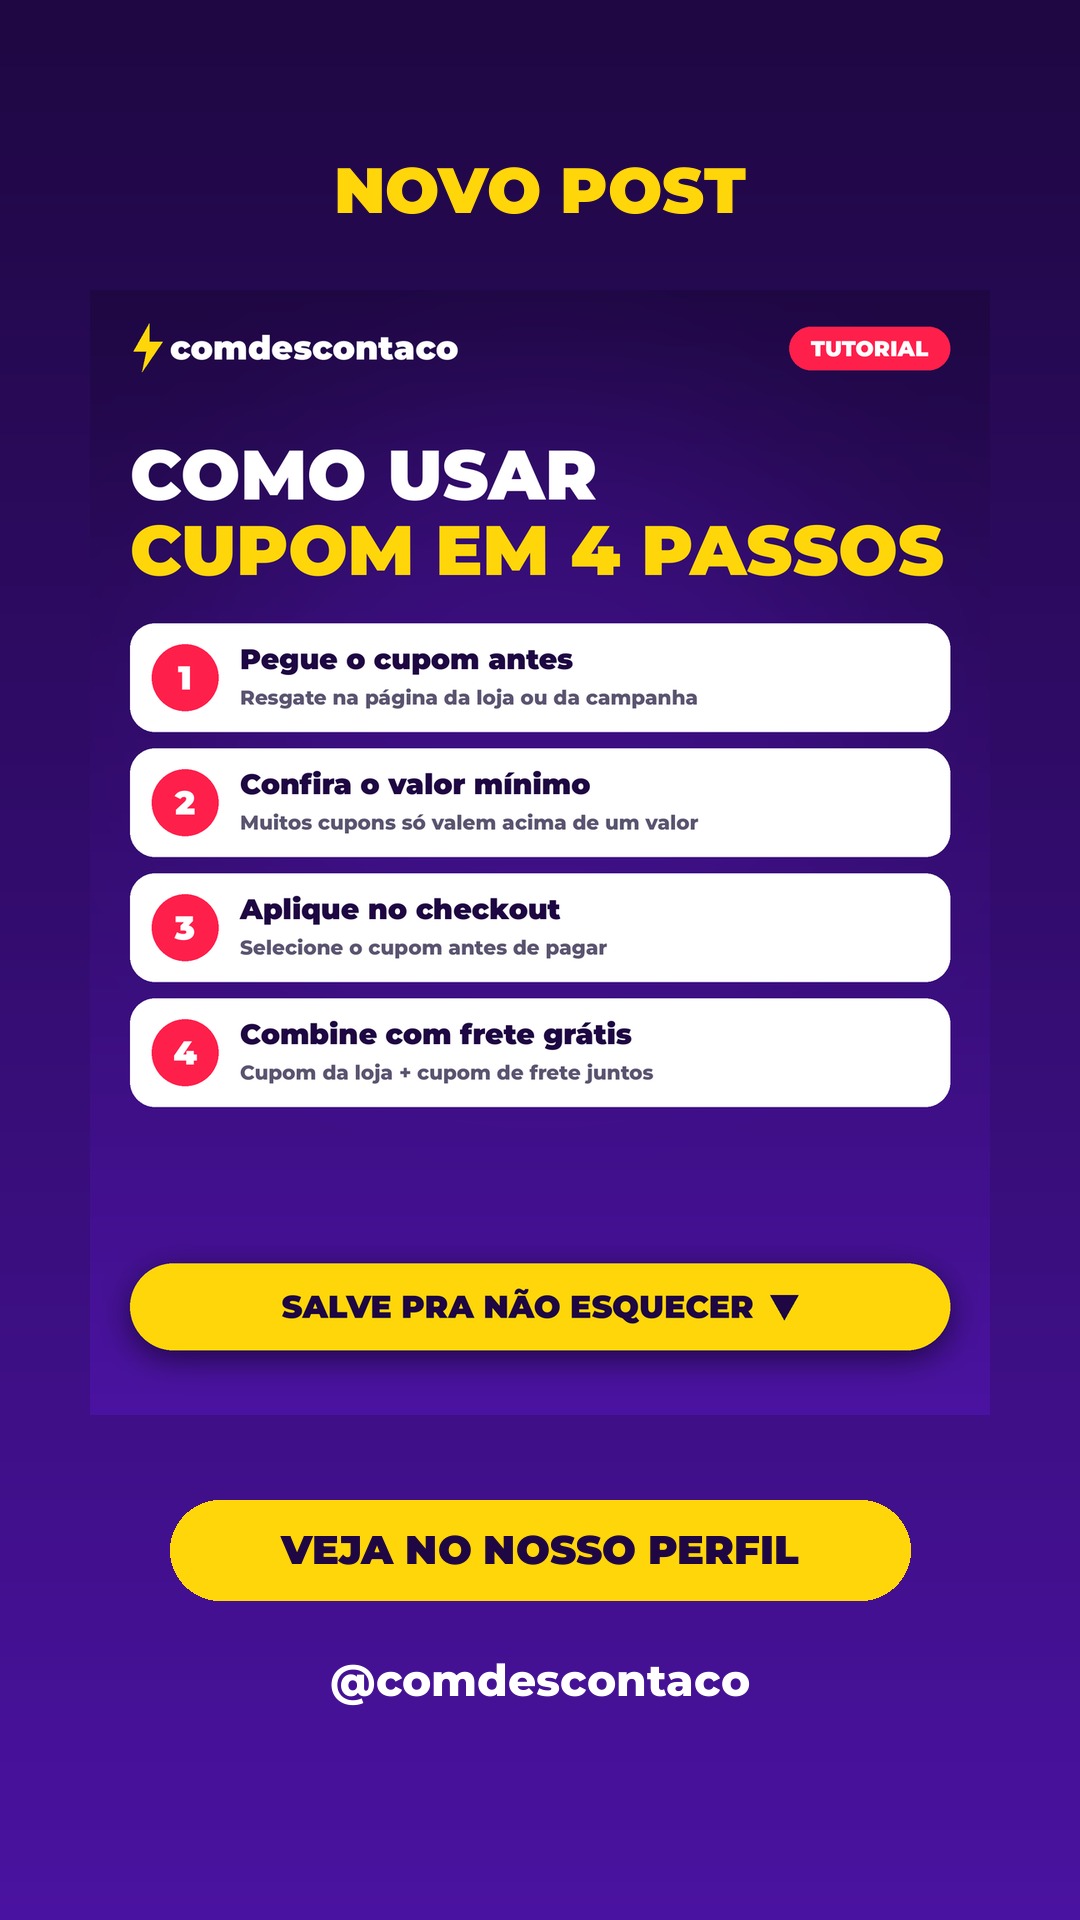 NOVO POST
comdescontaco
TUTORIAL
COMO USAR
CUPOM EM 4 PASSOS
1
Pegue o cupom antes
Resgate na página da loja ou da campanha
2
Confira o valor mínimo
Muitos cupons só valem acima de um valor
3
Aplique no checkout
Selecione o cupom antes de pagar
4
Combine com frete grátis
Cupom da loja + cupom de frete juntos
SALVE PRA NÃO ESQUECER ▼
VEJA NO NOSSO PERFIL
@comdescontaco